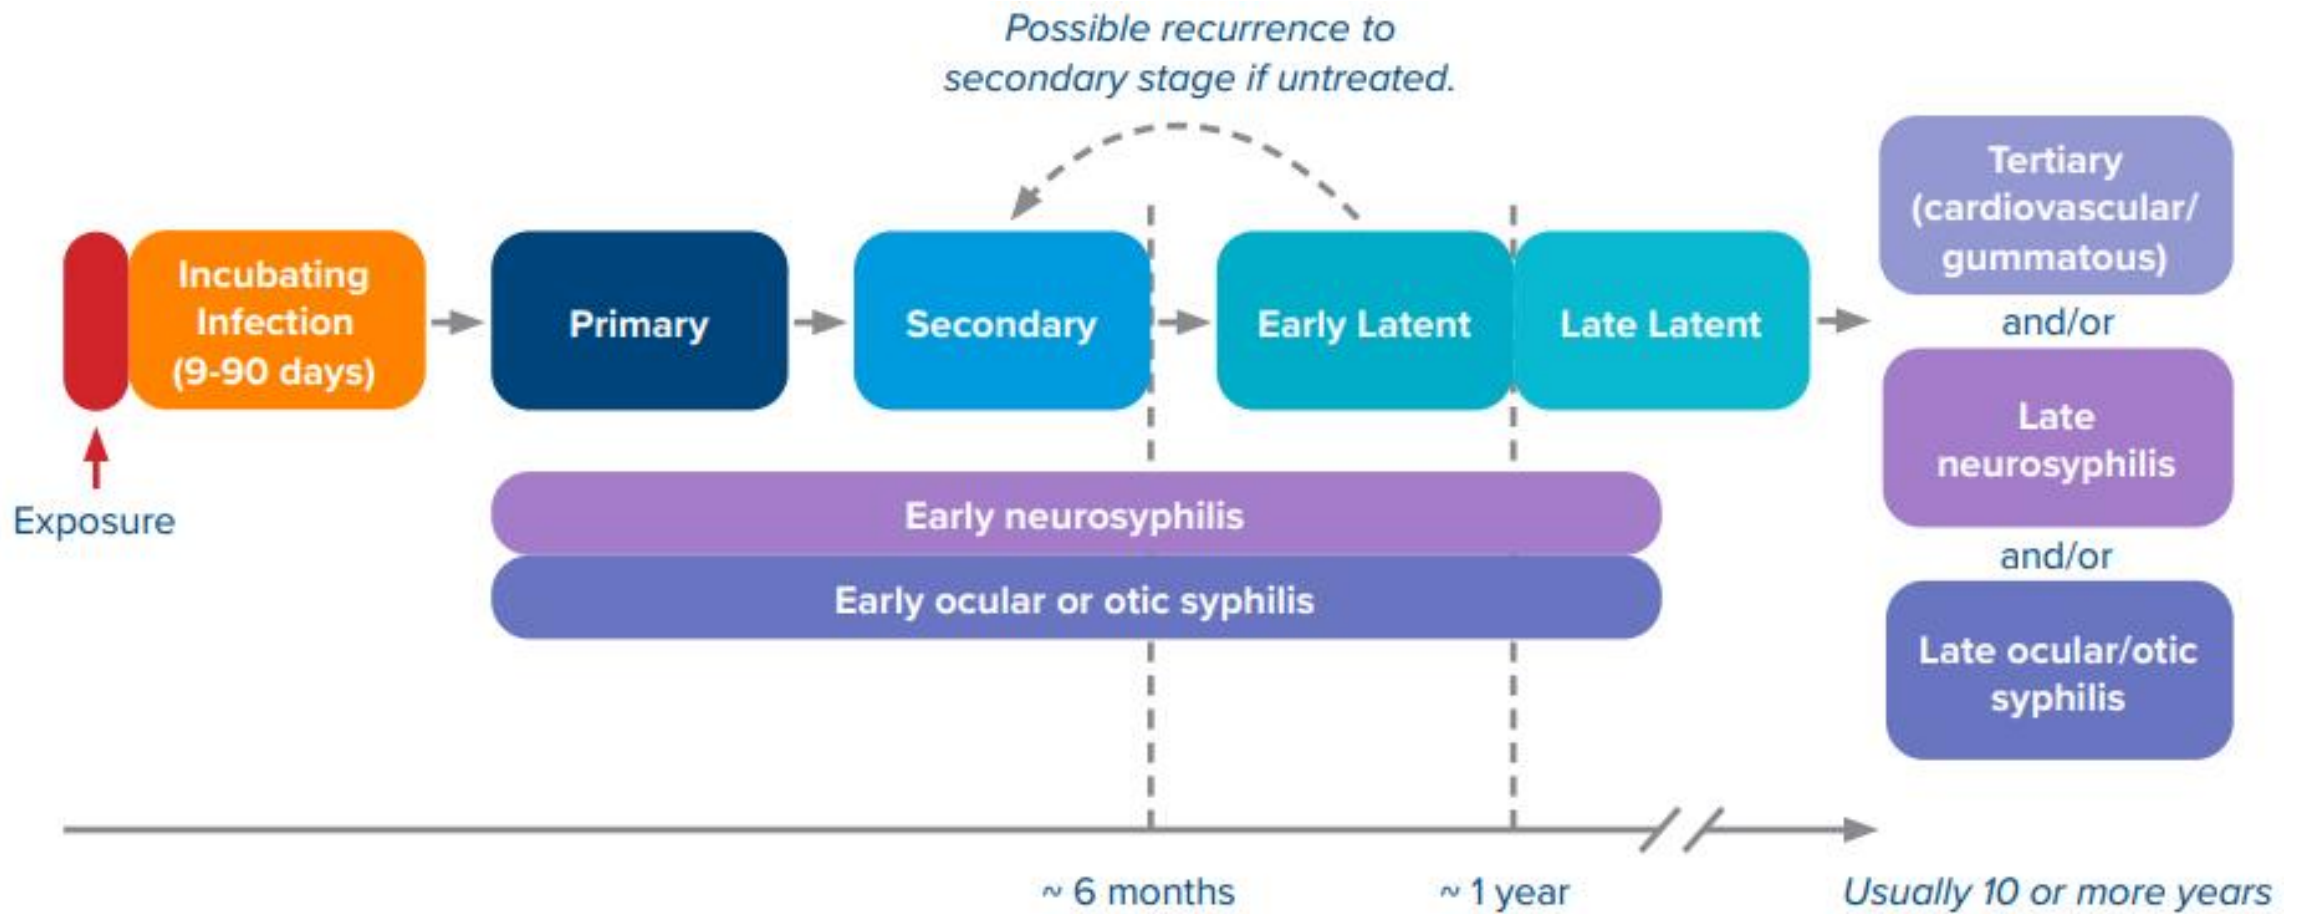 Possible recurrence to
secondary stage if untreated.
Incubating
Infection
(9-90 days)
Primary
Secondary
Early Latent
Late Latent
Tertiary
(cardiovascular/
gummatous)
and/or
Late
neurosyphilis
and/or
Late ocular/otic
syphilis
Exposure
Early neurosyphilis
Early ocular or otic syphilis
~ 6 months
~ 1 year
Usually 10 or more years